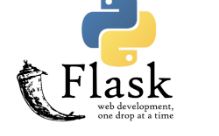 Flask
web development,
one drop at a time